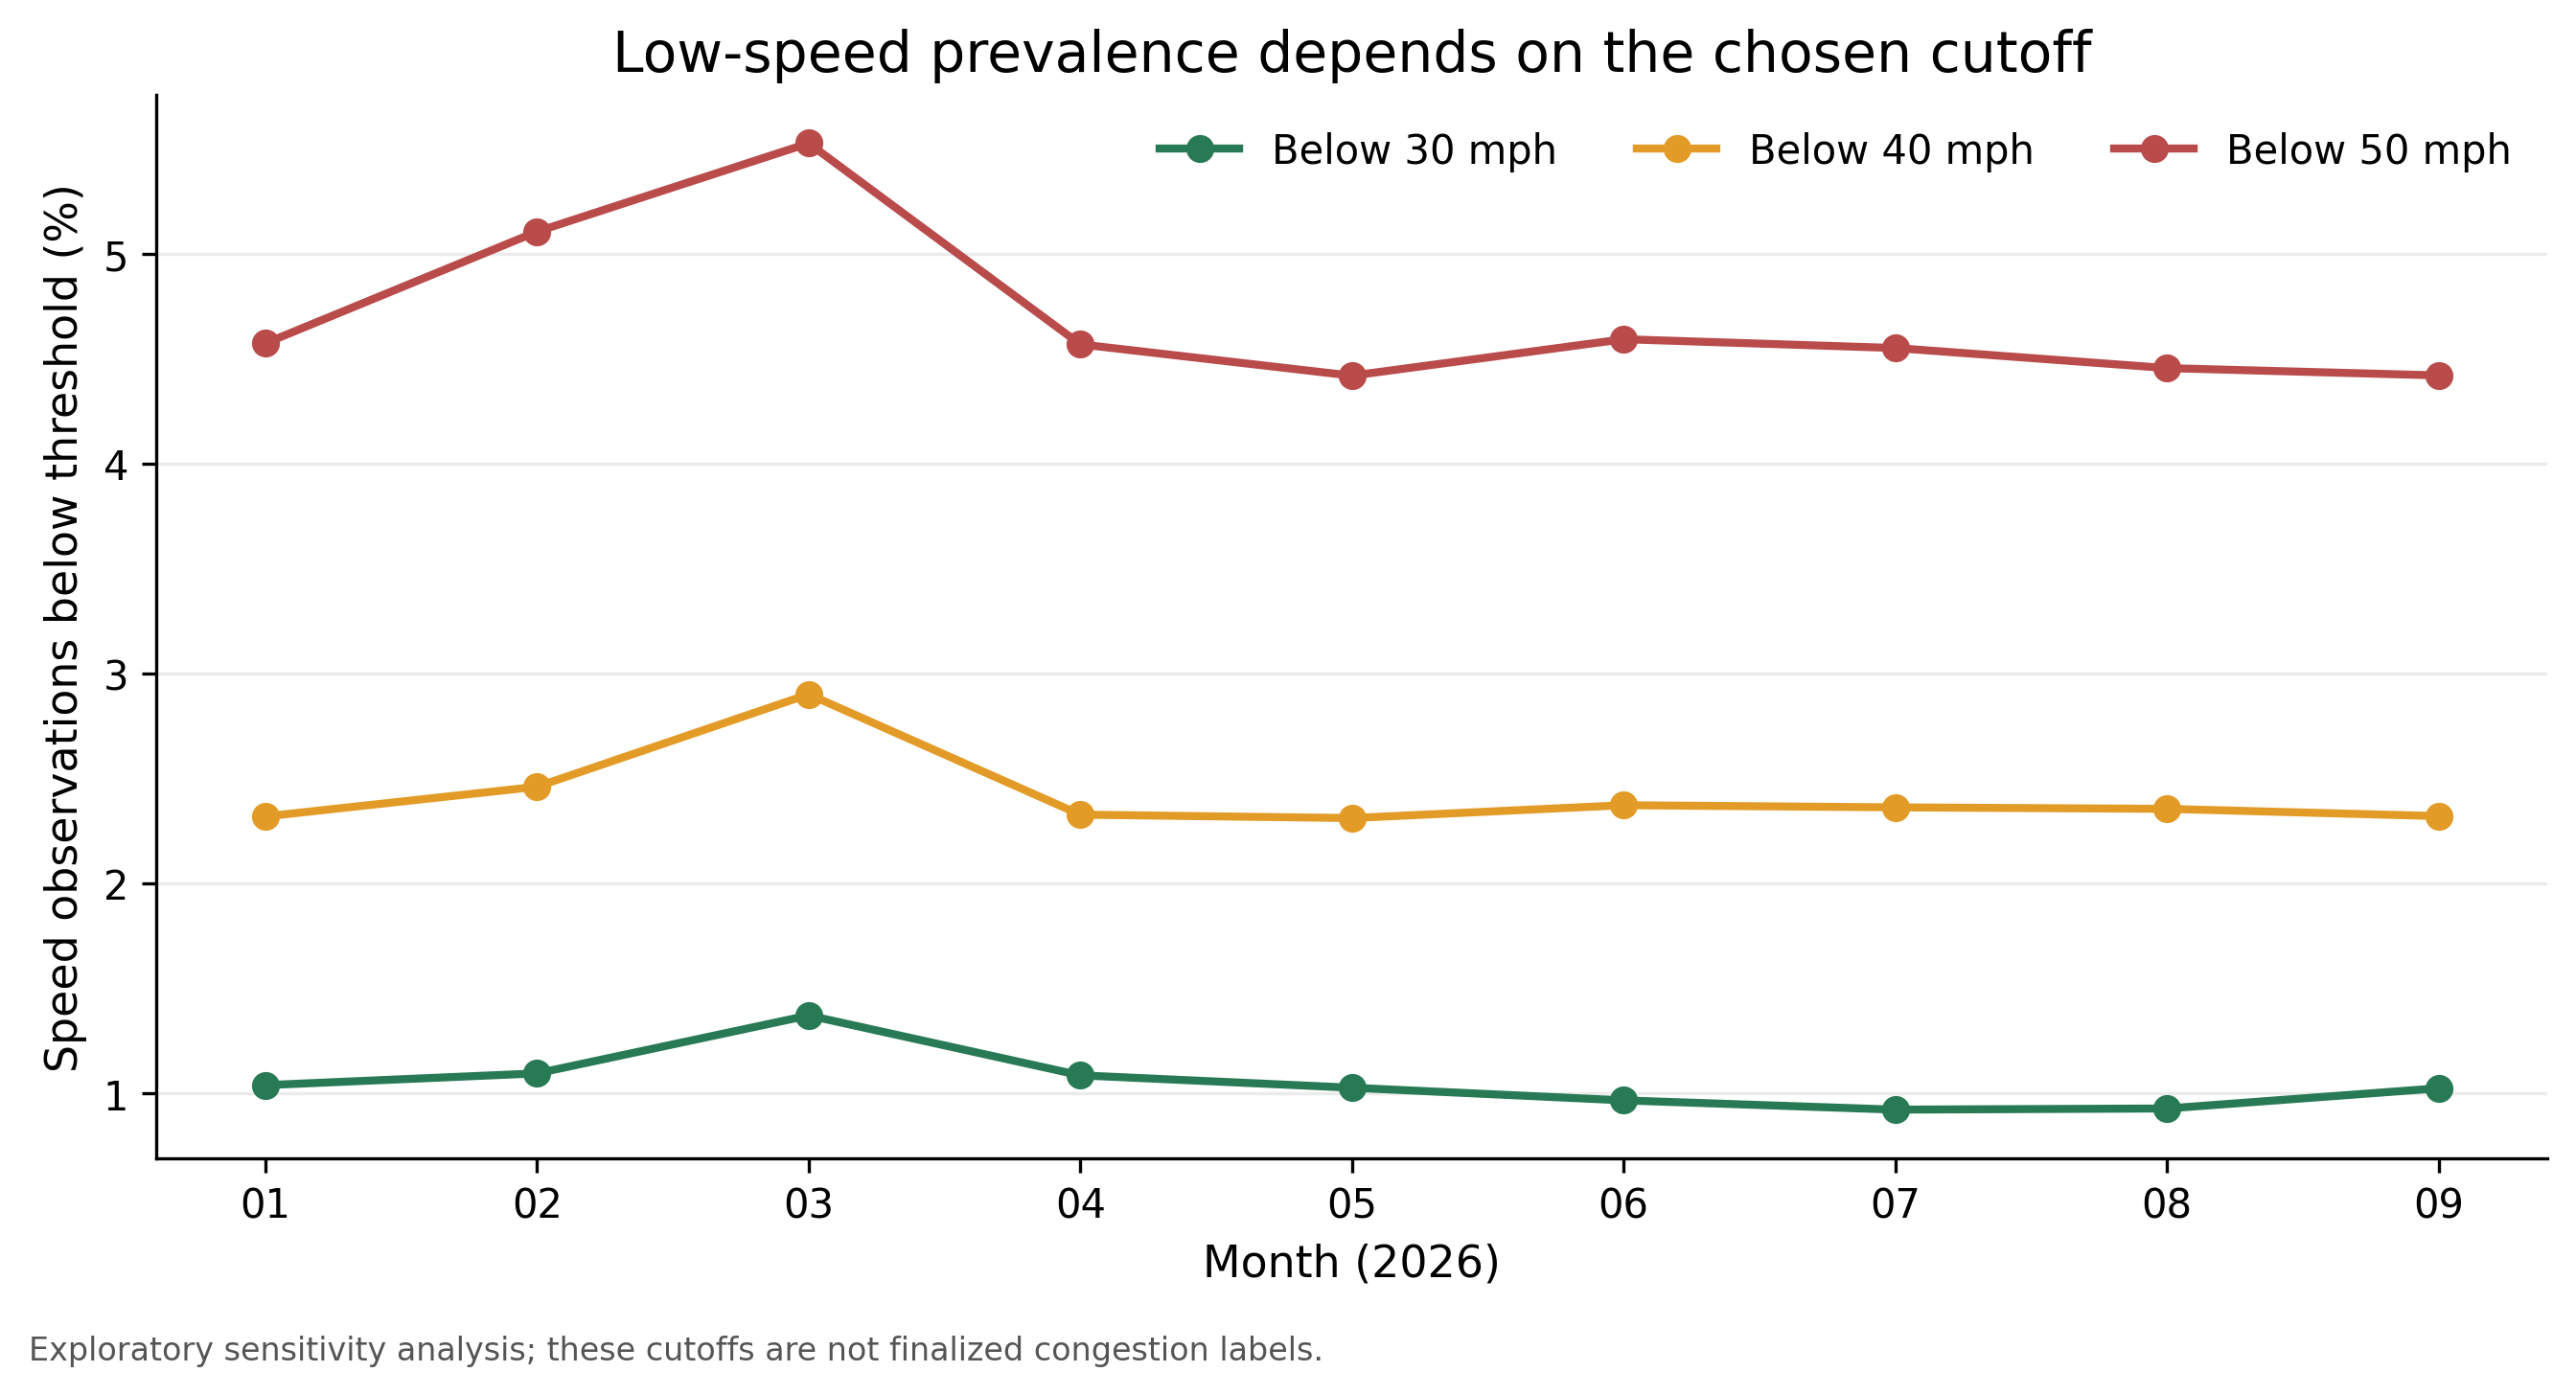 Low-speed prevalence depends on the chosen cutoff
Below 30 mph
Below 40 mph
Below 50 mph
Speed observations below threshold (%)
5
4
3
2
1
01 02 03 04 05 06 07 08 09
Month (2026)
Exploratory sensitivity analysis; these cutoffs are not finalized congestion labels.